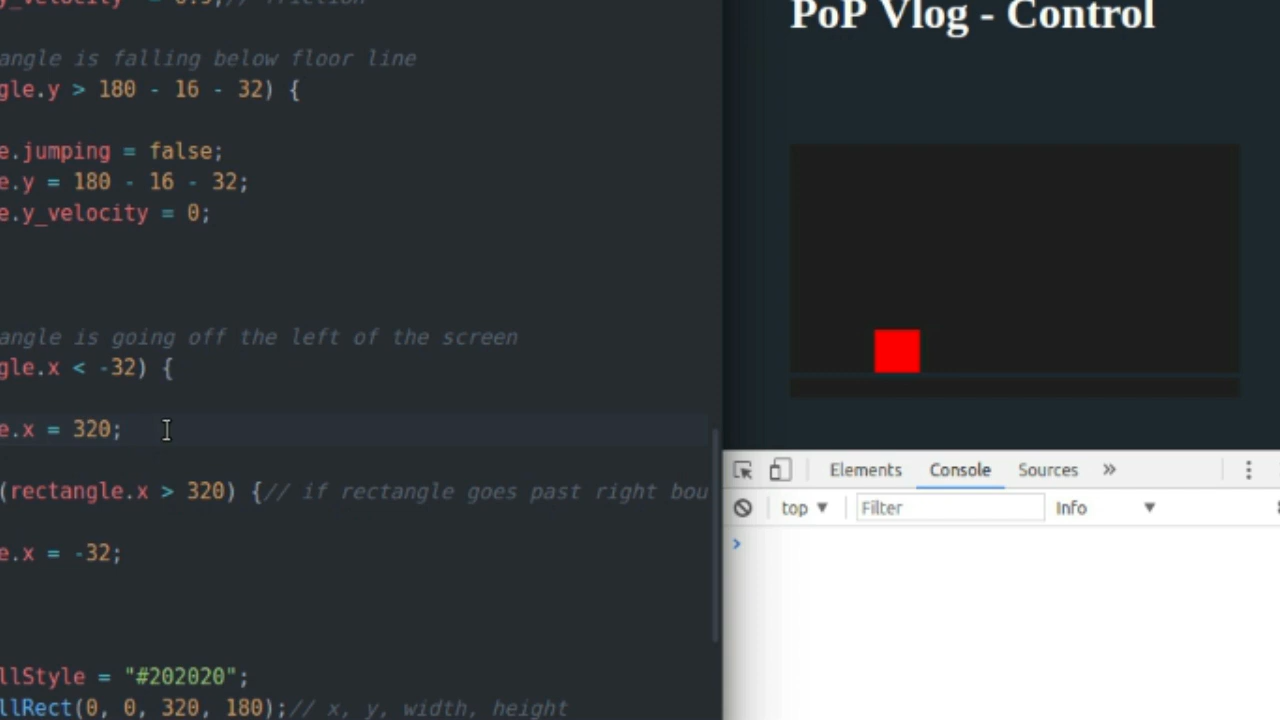 y_velocity *= 0.9;// friction
angle is falling below floor line
gle.y > 180 - 16 - 32) {
e.jumping = false;
e.y = 180 - 16 - 32;
e.y_velocity = 0;
angle is going off the left of the screen
gle.x < -32) {
e.x = 320;
(rectangle.x > 320) {// if rectangle goes past right bou
e.x = -32;
llStyle = "#202020";
llRect(0, 0, 320, 180);// x, y, width, height
PoP Vlog - Control
Elements Console Sources »
top ▼ Filter Info ▼
>